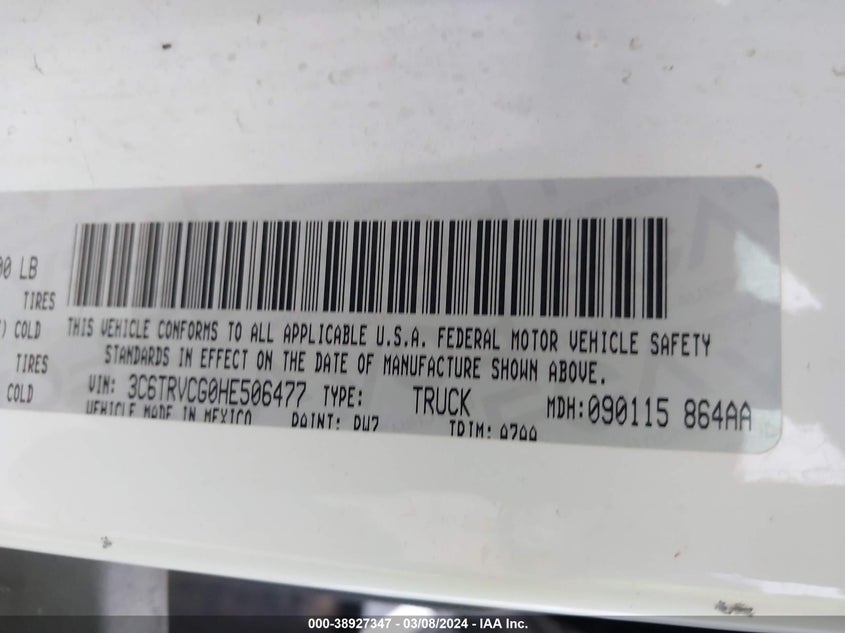 00 LB
TIRES
) COLD
TIRES
COLD
THIS VEHICLE CONFORMS TO ALL APPLICABLE U.S.A. FEDERAL MOTOR VEHICLE SAFETY
STANDARDS IN EFFECT ON THE DATE OF MANUFACTURE SHOWN ABOVE.
VIN: 3C6TRVCG0HE506477 TYPE: TRUCK MDH:090115 864AA
VEHICLE MADE IN MEXICO PAINT: PW7 TRIM: A7AA
000-38927347 - 03/08/2024 - IAA Inc.